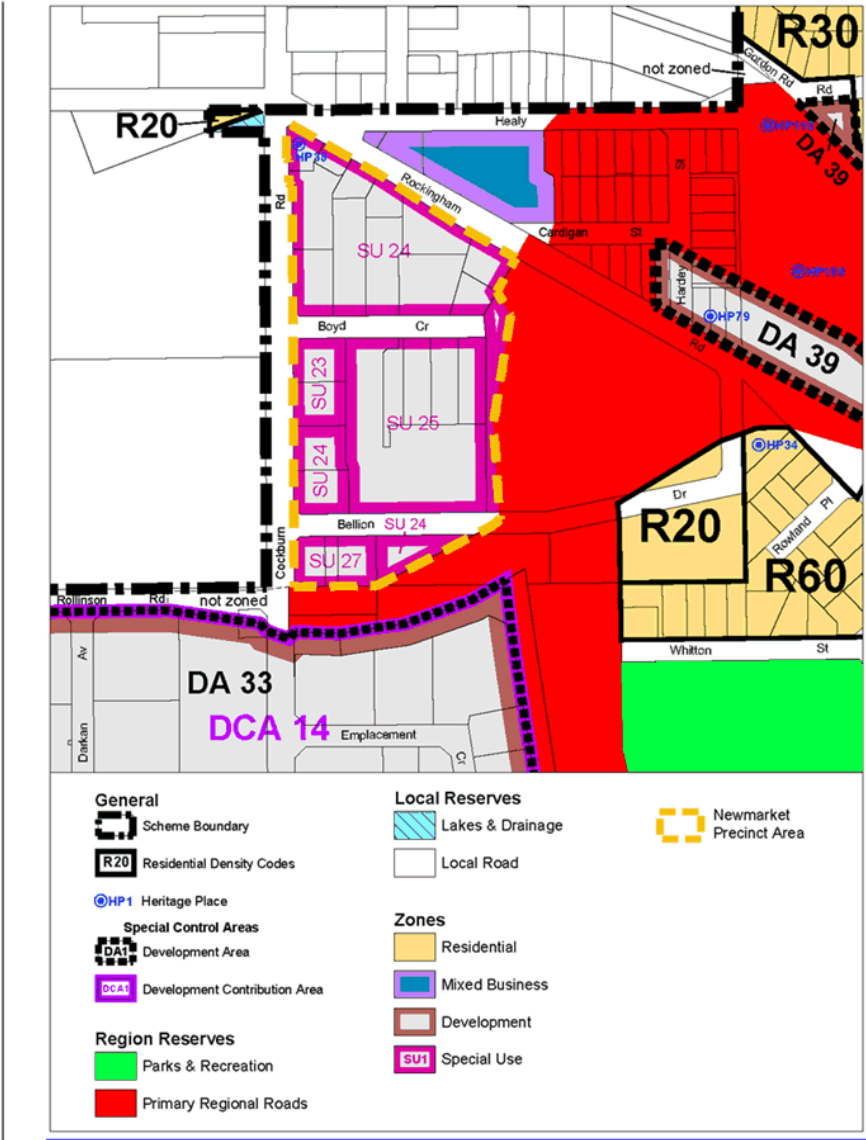 R30
Gordon Rd
not zoned
Rd
R20
Healy
HP108
HP38
DA 39
Rockingham
St
Rd
Cardigan St
SU 24
HP108
Hardey
HP79
Boyd Cr
DA 39
Rd
SU 23
SU 25
HP34
SU 24
Dr
Pl
R20
Bellion SU 24
Rowland
Cockburn
SU 27
R60
Rollinson Rd not zoned
Whitton St
Av
DA 33
DCA 14
Darkan
Emplacement
Cr
General
Scheme Boundary
R20 Residential Density Codes
HP1 Heritage Place
Special Control Areas
DA1 Development Area
DCA1 Development Contribution Area
Region Reserves
Parks & Recreation
Primary Regional Roads
Local Reserves
Lakes & Drainage
Local Road
Zones
Residential
Mixed Business
Development
SU1 Special Use
Newmarket
Precinct Area